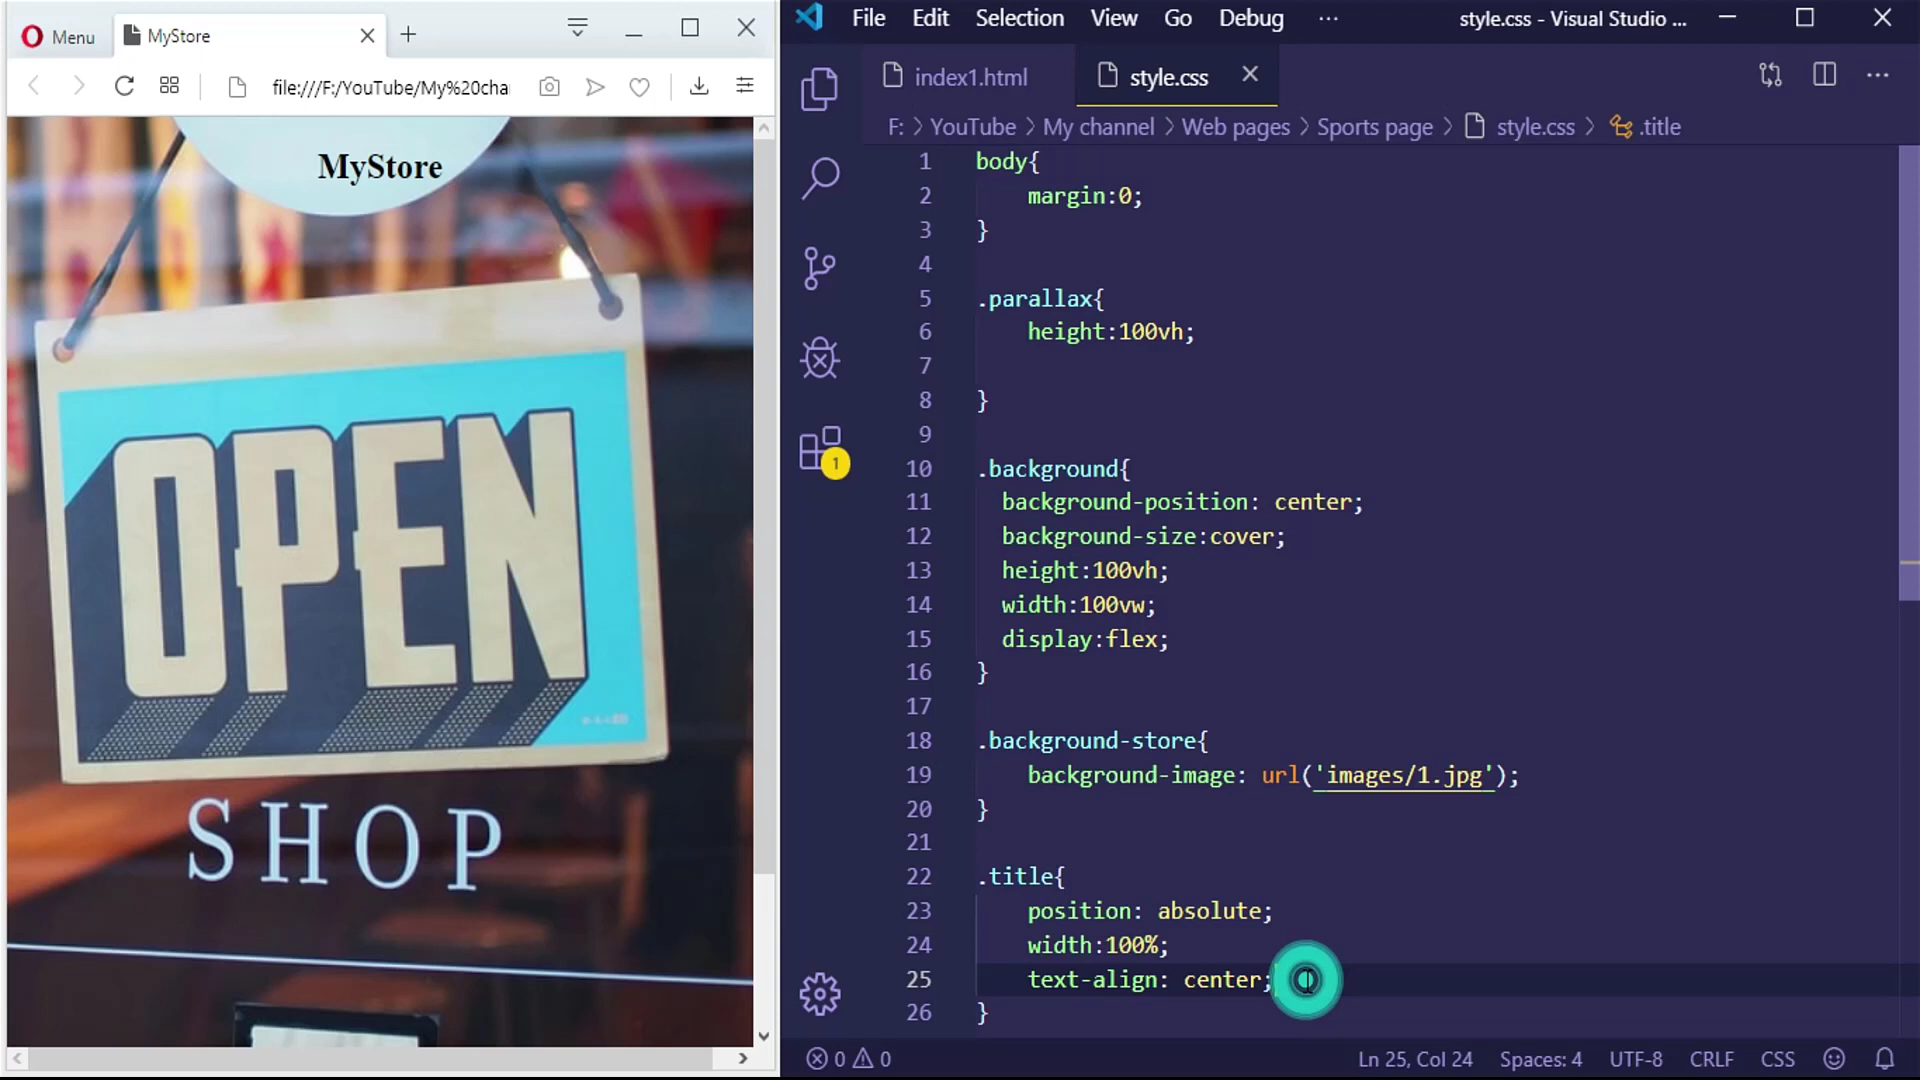 Menu
MyStore
file:///F:/YouTube/My%20cha
MyStore
OPEN
SHOP
File Edit Selection View Go Debug ···
style.css - Visual Studio ...
index1.html
style.css
F: > YouTube > My channel > Web pages > Sports page > style.css > .title
1 body{
2 margin:0;
3 }
4
5 .parallax{
6 height:100vh;
7
8 }
9
10 .background{
11 background-position: center;
12 background-size:cover;
13 height:100vh;
14 width:100vw;
15 display:flex;
16 }
17
18 .background-store{
19 background-image: url('images/1.jpg');
20 }
21
22 .title{
23 position: absolute;
24 width:100%;
25 text-align: center;
26 }
1
0 0
Ln 25, Col 24 Spaces: 4 UTF-8 CRLF CSS